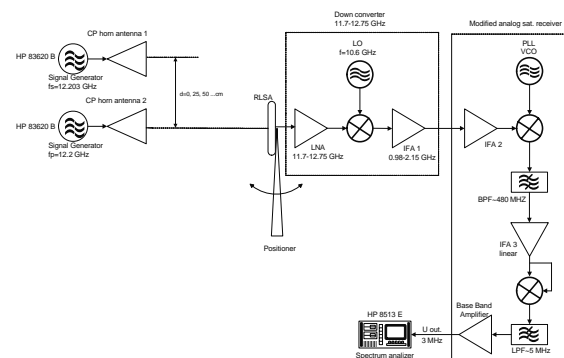 CP horn antenna 1
HP 83620 B
Signal Generator
fs=12.203 GHz
d=0, 25, 50 ...cm
CP horn antenna 2
HP 83620 B
Signal Generator
fp=12.2 GHz
RLSA
Positioner
Down converter
11.7-12.75 GHz
LO
f=10.6 GHz
LNA
11.7-12.75 GHz
IFA 1
0.98-2.15 GHz
Modified analog sat. receiver
PLL
VCO
IFA 2
BPF~480 MHZ
IFA 3
linear
LPF~5 MHz
Base Band
Amplifier
U out.
3 MHz
HP 8513 E
Spectrum analizer